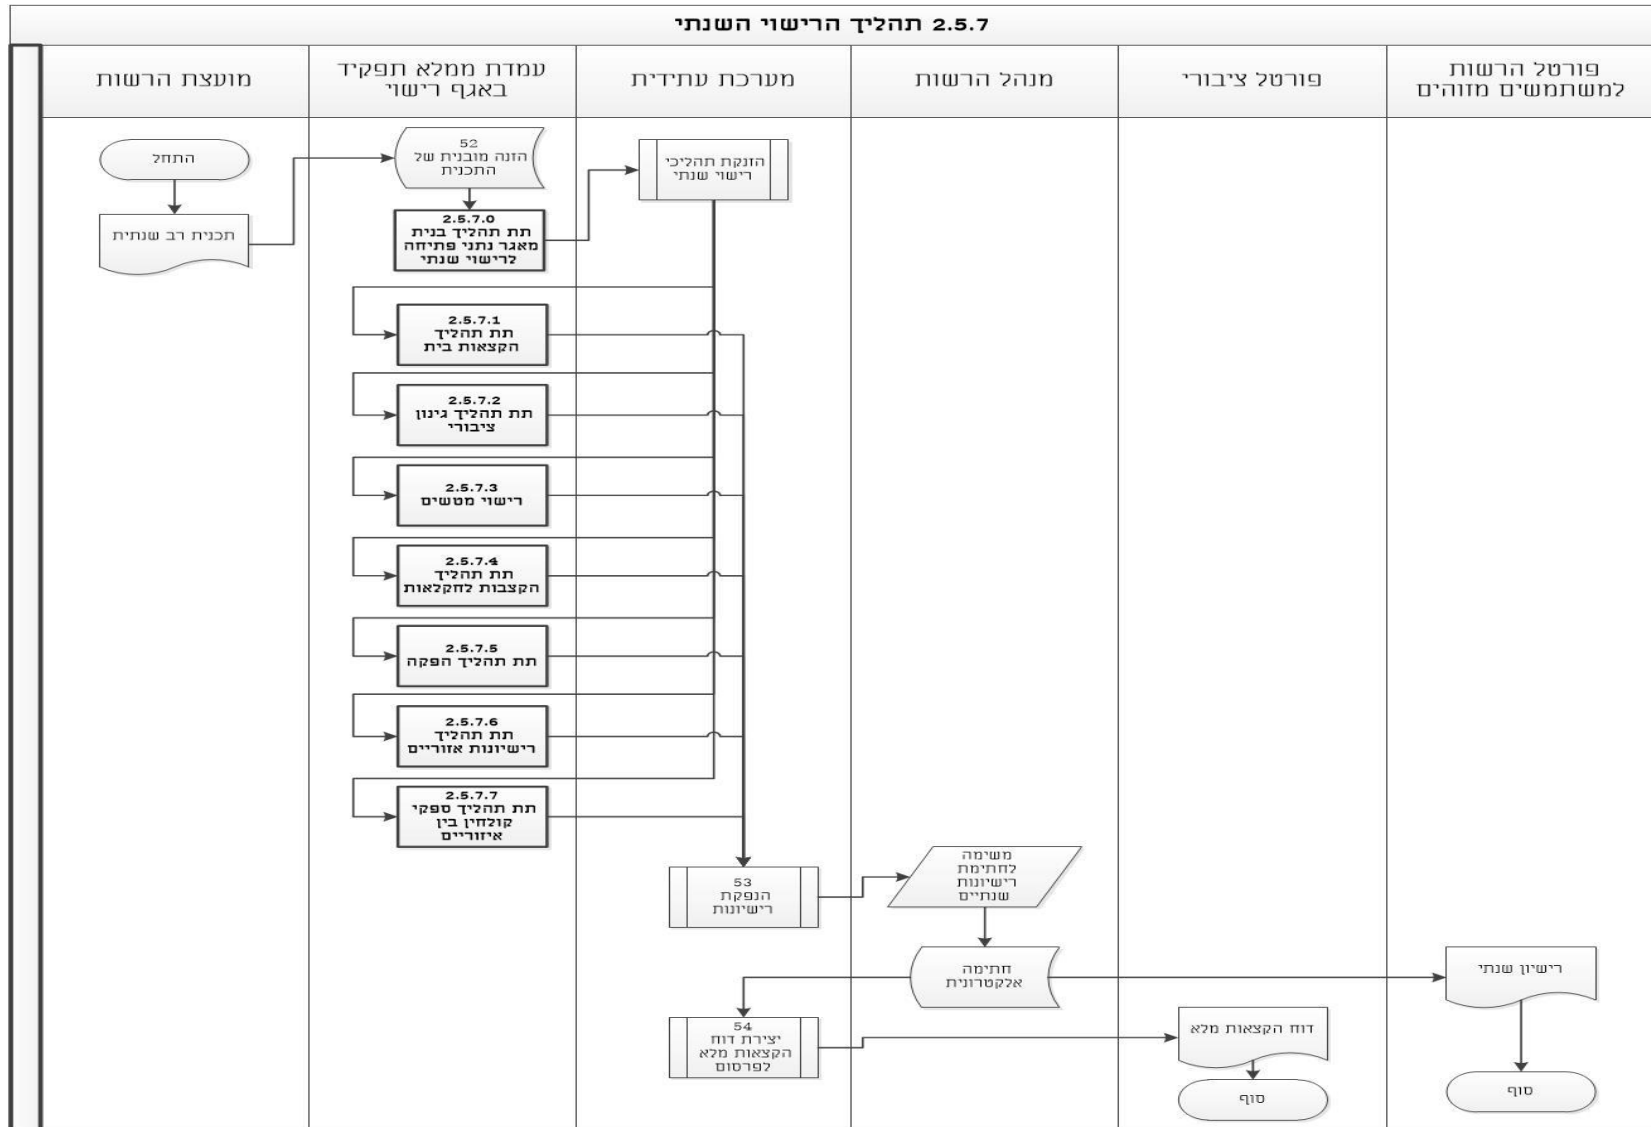 2.5.7 תהליך הרישוי השנתי
פורטל הרשות
למשתמשים מזוהים
פורטל ציבורי
מנהל הרשות
מערכת עתידית
עמדת ממלא תפקיד
באגף רישוי
מועצת הרשות
התחל
תכנית רב שנתית
52
הזנה מובנית של
התכנית
2.5.7.0
תת תהליך בנית
מאגר נתני פתיחה
לרישוי שנתי
הזנקת תהליכי
רישוי שנתי
2.5.7.1
תת תהליך
הקצאות בית
2.5.7.2
תת תהליך גינון
ציבורי
2.5.7.3
רישוי מטשים
2.5.7.4
תת תהליך
הקצבות לחקלאות
2.5.7.5
תת תהליך הפקה
2.5.7.6
תת תהליך
רישיונות אזוריים
2.5.7.7
תת תהליך ספקי
קולחין בין
איזוריים
53
הנפקת
רישיונות
משימה
לחתימת
רישיונות
שנתיים
חתימה
אלקטרונית
רישיון שנתי
54
יצירת דוח
הקצאות מלא
לפרסום
דוח הקצאות מלא
סוף
סוף